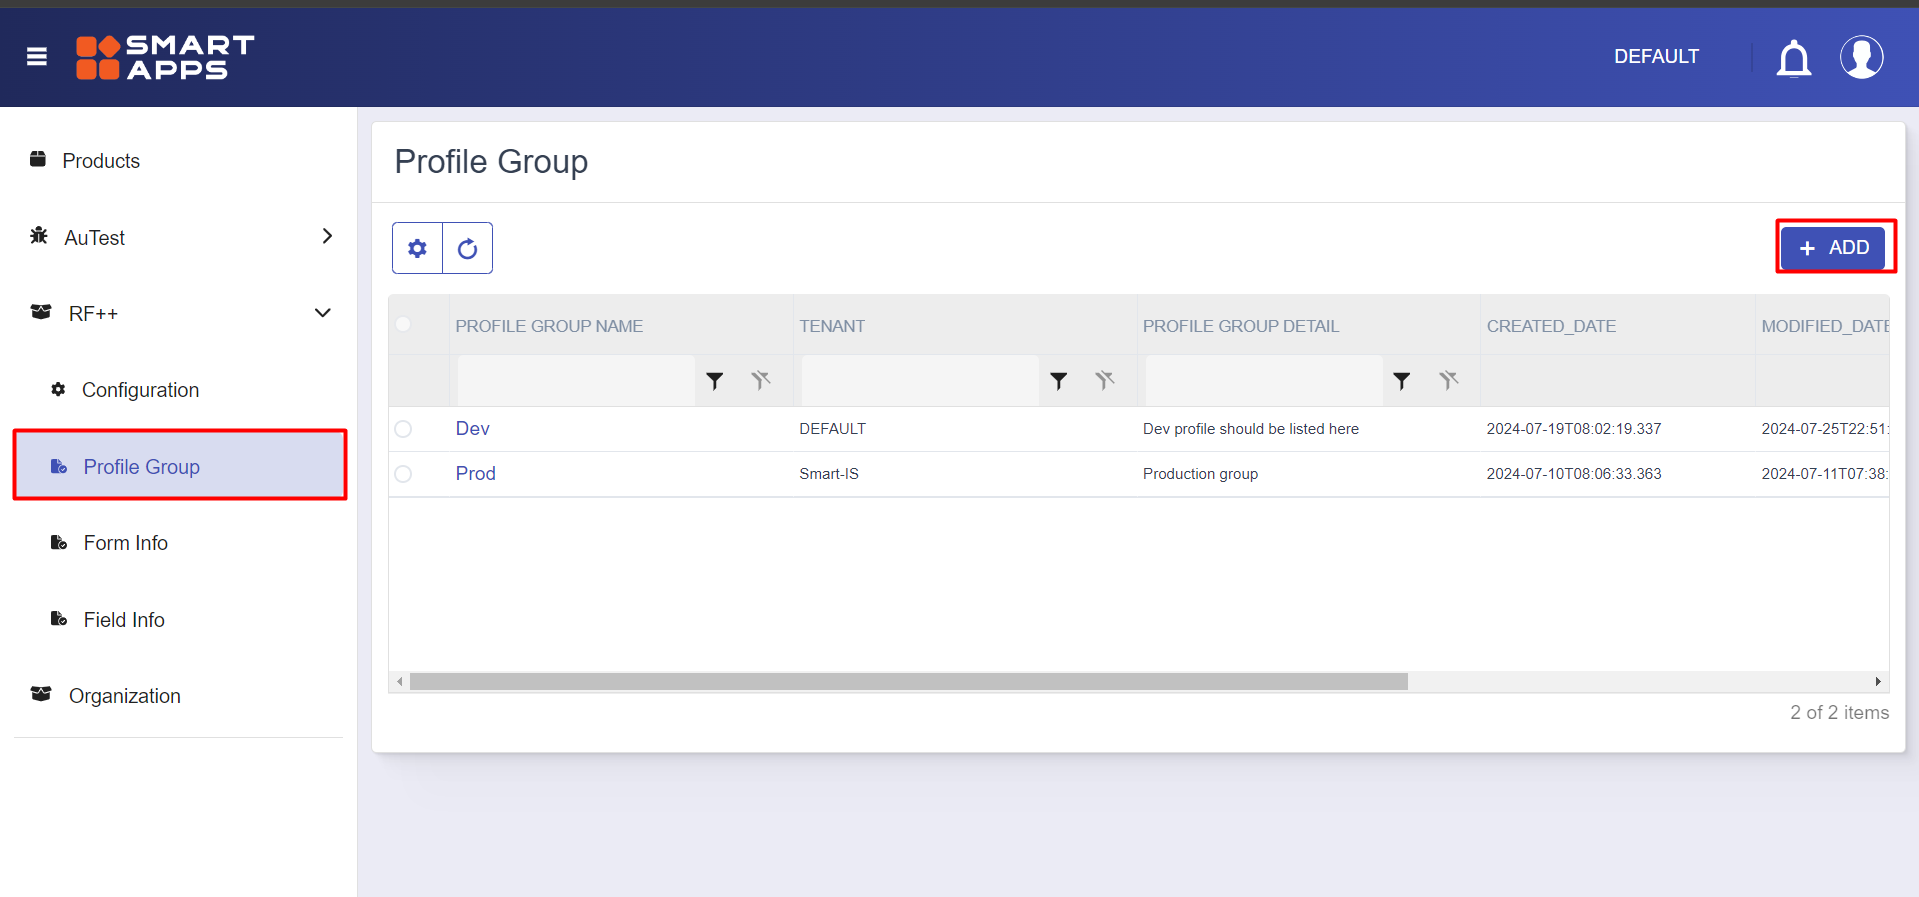 SMART
APPS
DEFAULT
Products
AuTest
RF++
Configuration
Profile Group
Form Info
Field Info
Organization
Profile Group
+ ADD
PROFILE GROUP NAME TENANT PROFILE GROUP DETAIL CREATED_DATE MODIFIED_DATE
Dev DEFAULT Dev profile should be listed here 2024-07-19T08:02:19.337 2024-07-25T22:51:
Prod Smart-IS Production group 2024-07-10T08:06:33.363 2024-07-11T07:38:
2 of 2 items